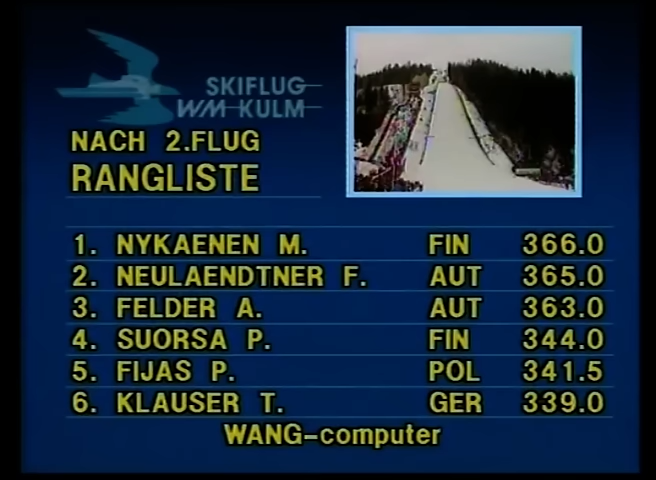 SKIFLUG
WM KULM
NACH 2.FLUG
RANGLISTE
1. NYKAENEN M. FIN 366.0
2. NEULAENDTNER F. AUT 365.0
3. FELDER A. AUT 363.0
4. SUORSA P. FIN 344.0
5. FIJAS P. POL 341.5
6. KLAUSER T. GER 339.0
WANG-computer